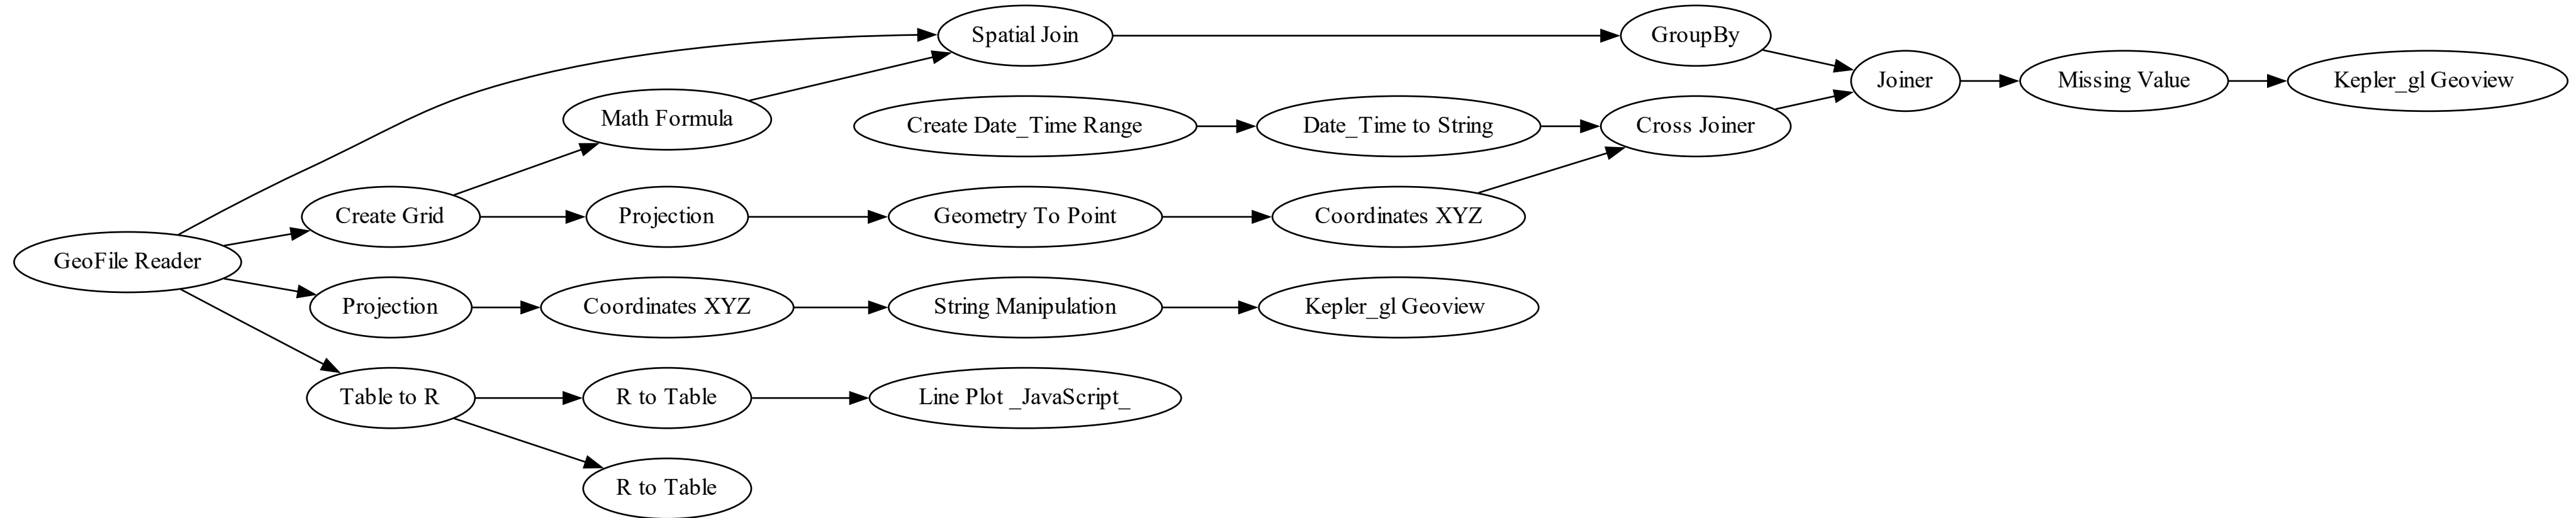 Spatial Join
GroupBy
Joiner
Missing Value
Kepler_gl Geoview
Math Formula
Create Date_Time Range
Date_Time to String
Cross Joiner
Create Grid
Projection
Geometry To Point
Coordinates XYZ
GeoFile Reader
Projection
Coordinates XYZ
String Manipulation
Kepler_gl Geoview
Table to R
R to Table
Line Plot _JavaScript_
R to Table